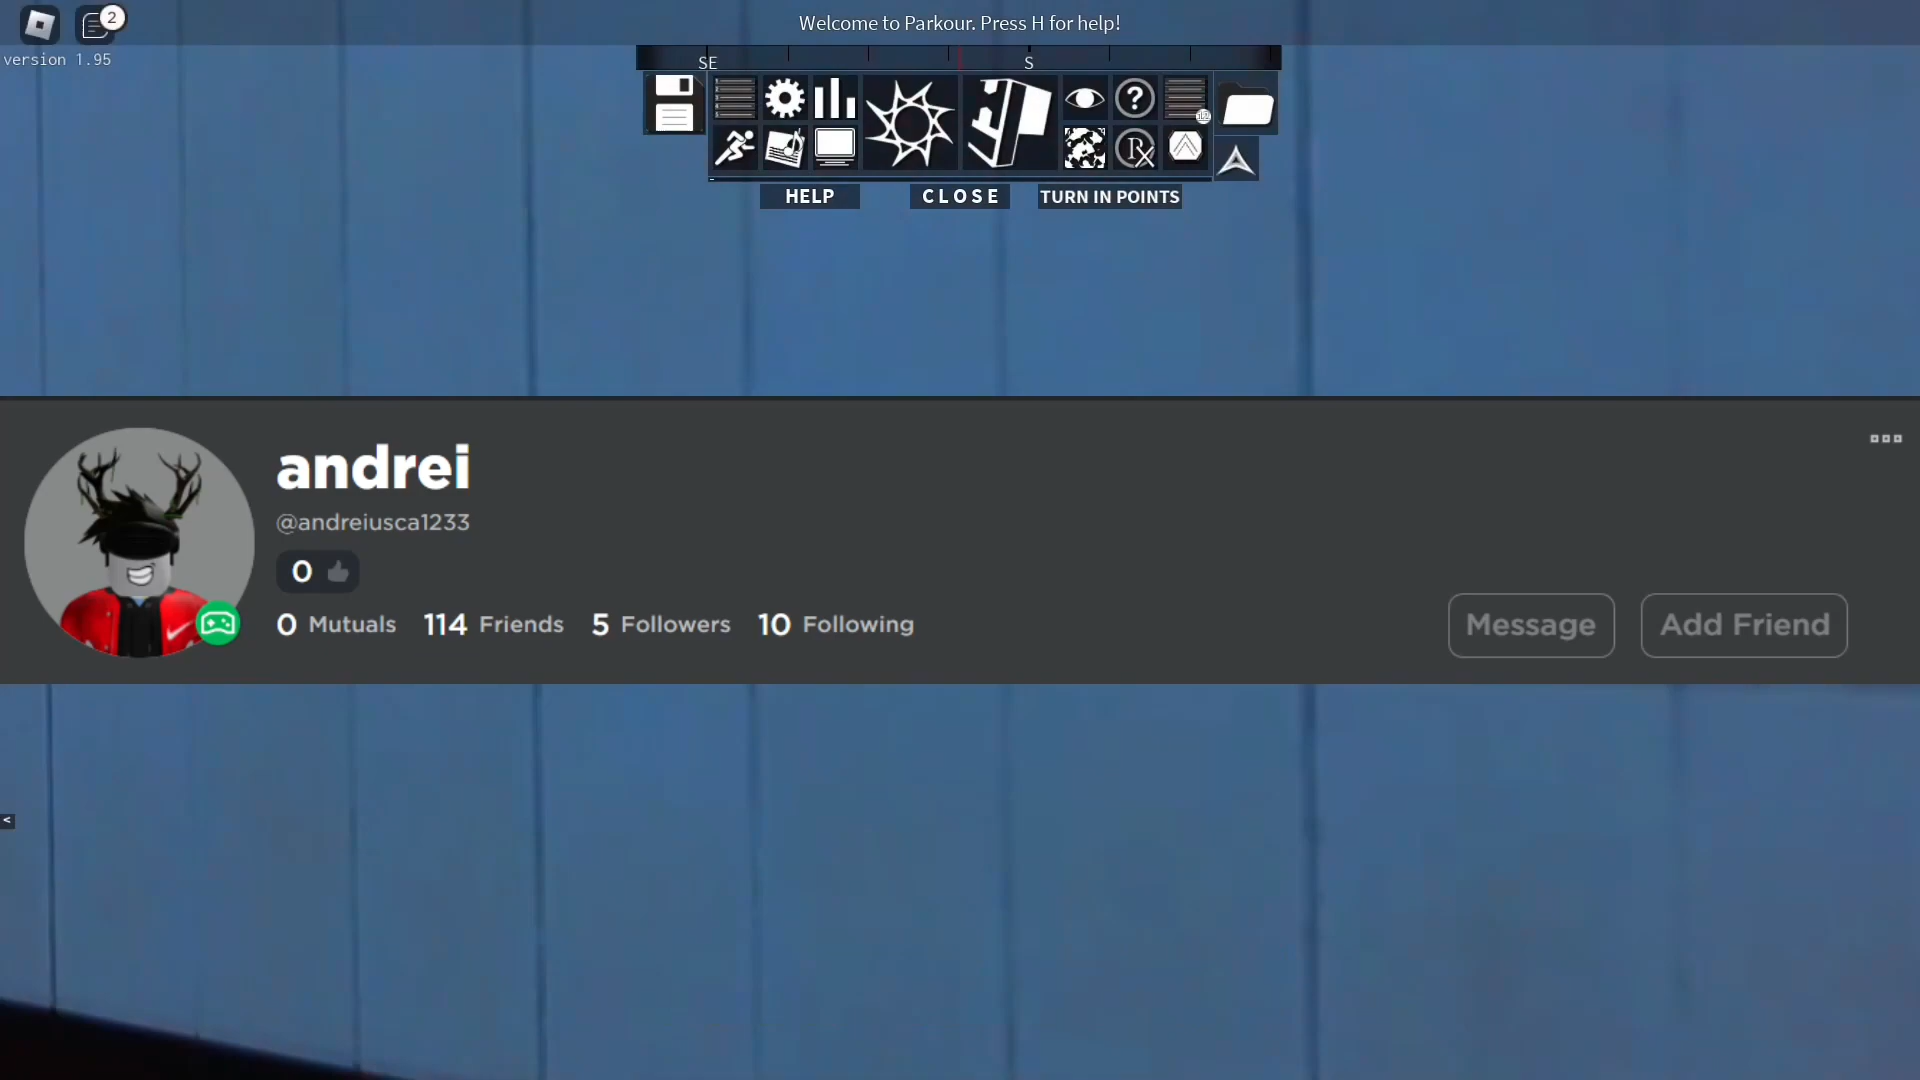 2
Welcome to Parkour. Press H for help!
version 1.95
SE S
12
HELP CLOSE TURN IN POINTS
andrei
@andreiusca1233
0
0 Mutuals 114 Friends 5 Followers 10 Following
Message Add Friend
<